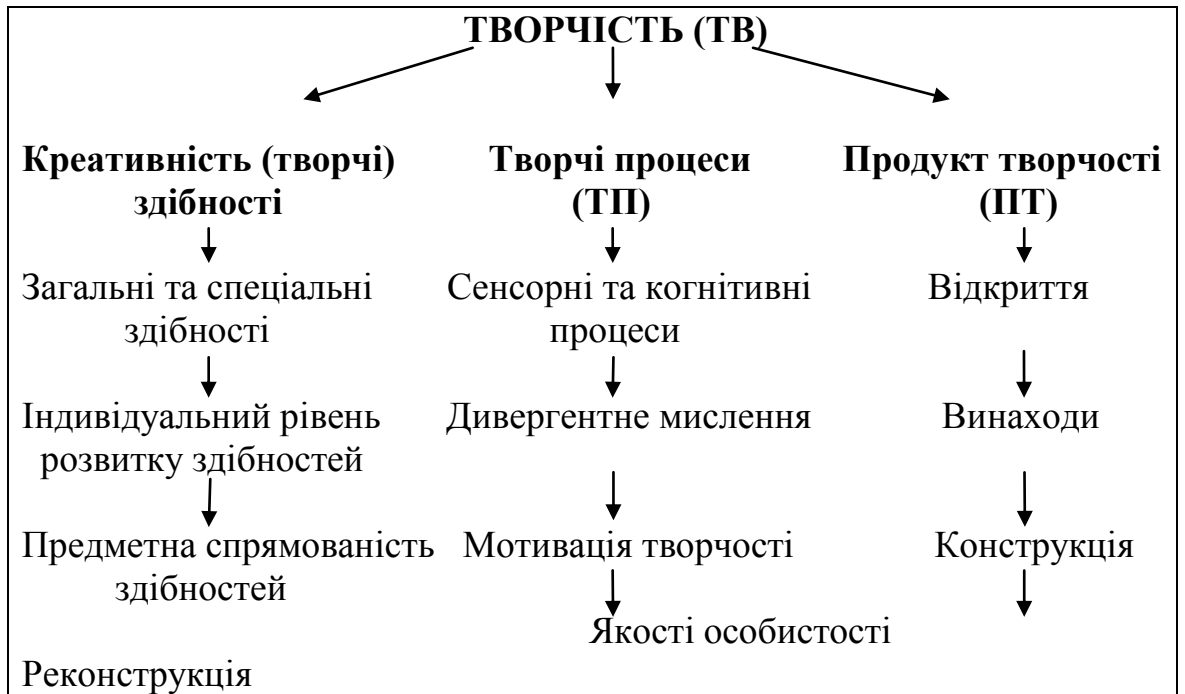 ТВОРЧІСТЬ (ТВ)
Креативність (творчі) Творчі процеси Продукт творчості
здібності (ТП) (ПТ)
Загальні та спеціальні Сенсорні та когнітивні Відкриття
здібності процеси
Індивідуальний рівень Дивергентне мислення Винаходи
розвитку здібностей
Предметна спрямованість Мотивація творчості Конструкція
здібностей
Якості особистості
Реконструкція